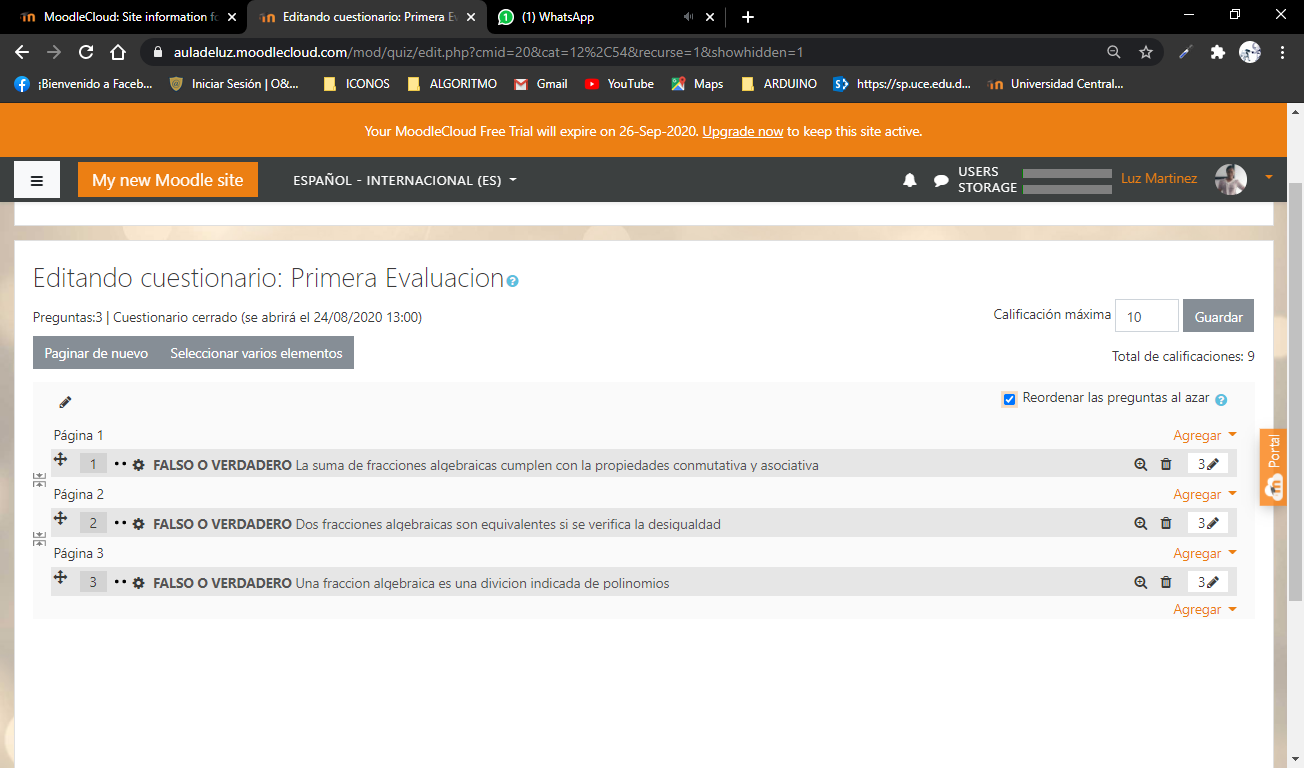 MoodleCloud: Site information fo
Editando cuestionario: Primera Ev
(1) WhatsApp
auladeluz.moodlecloud.com/mod/quiz/edit.php?cmid=20&cat=12%2C54&recurse=1&showhidden=1
¡Bienvenido a Faceb...
Iniciar Sesión | O&...
ICONOS
ALGORITMO
Gmail
YouTube
Maps
ARDUINO
https://sp.uce.edu.d...
Universidad Central...
Your MoodleCloud Free Trial will expire on 26-Sep-2020. Upgrade now to keep this site active.
My new Moodle site
ESPAÑOL - INTERNACIONAL (ES)
USERS
STORAGE
Luz Martinez
Editando cuestionario: Primera Evaluacion
Preguntas:3 | Cuestionario cerrado (se abrirá el 24/08/2020 13:00)
Calificación máxima 10 Guardar
Paginar de nuevo Seleccionar varios elementos
Total de calificaciones: 9
Reordenar las preguntas al azar
Página 1 Agregar
1 FALSO O VERDADERO La suma de fracciones algebraicas cumplen con la propiedades conmutativa y asociativa 3
Página 2 Agregar
2 FALSO O VERDADERO Dos fracciones algebraicas son equivalentes si se verifica la desigualdad 3
Página 3 Agregar
3 FALSO O VERDADERO Una fraccion algebraica es una divicion indicada de polinomios 3
Agregar
Portal